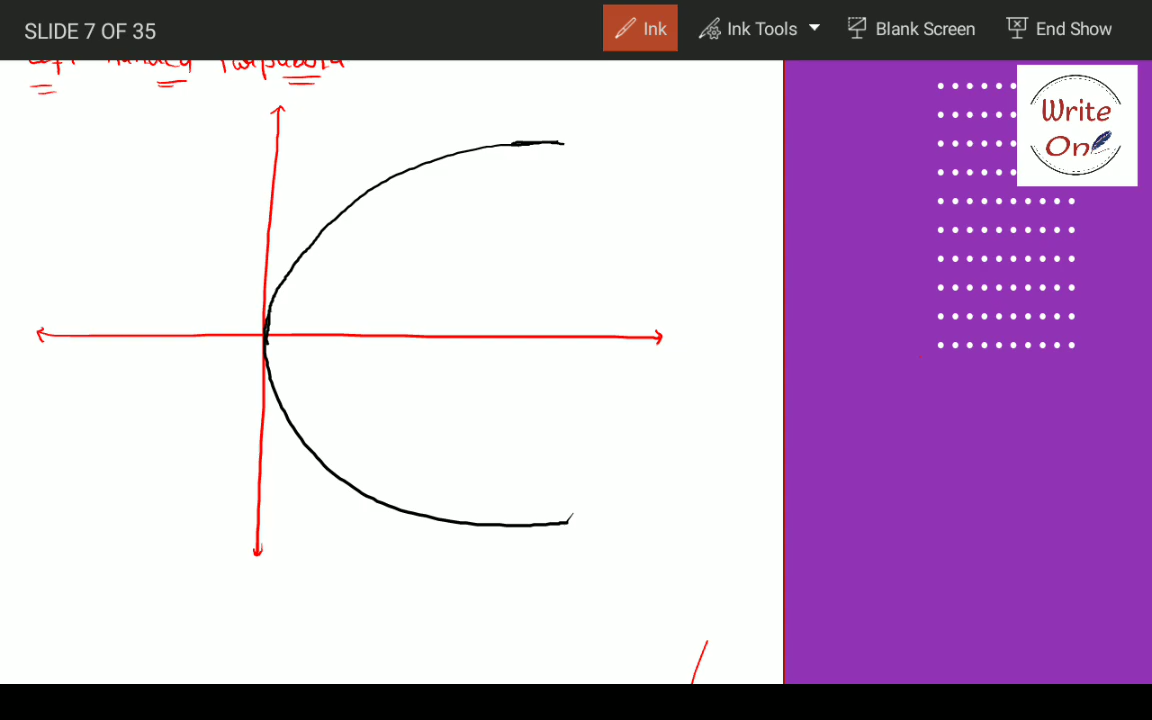 SLIDE 7 OF 35
Ink
Ink Tools
Blank Screen
End Show
Write
On